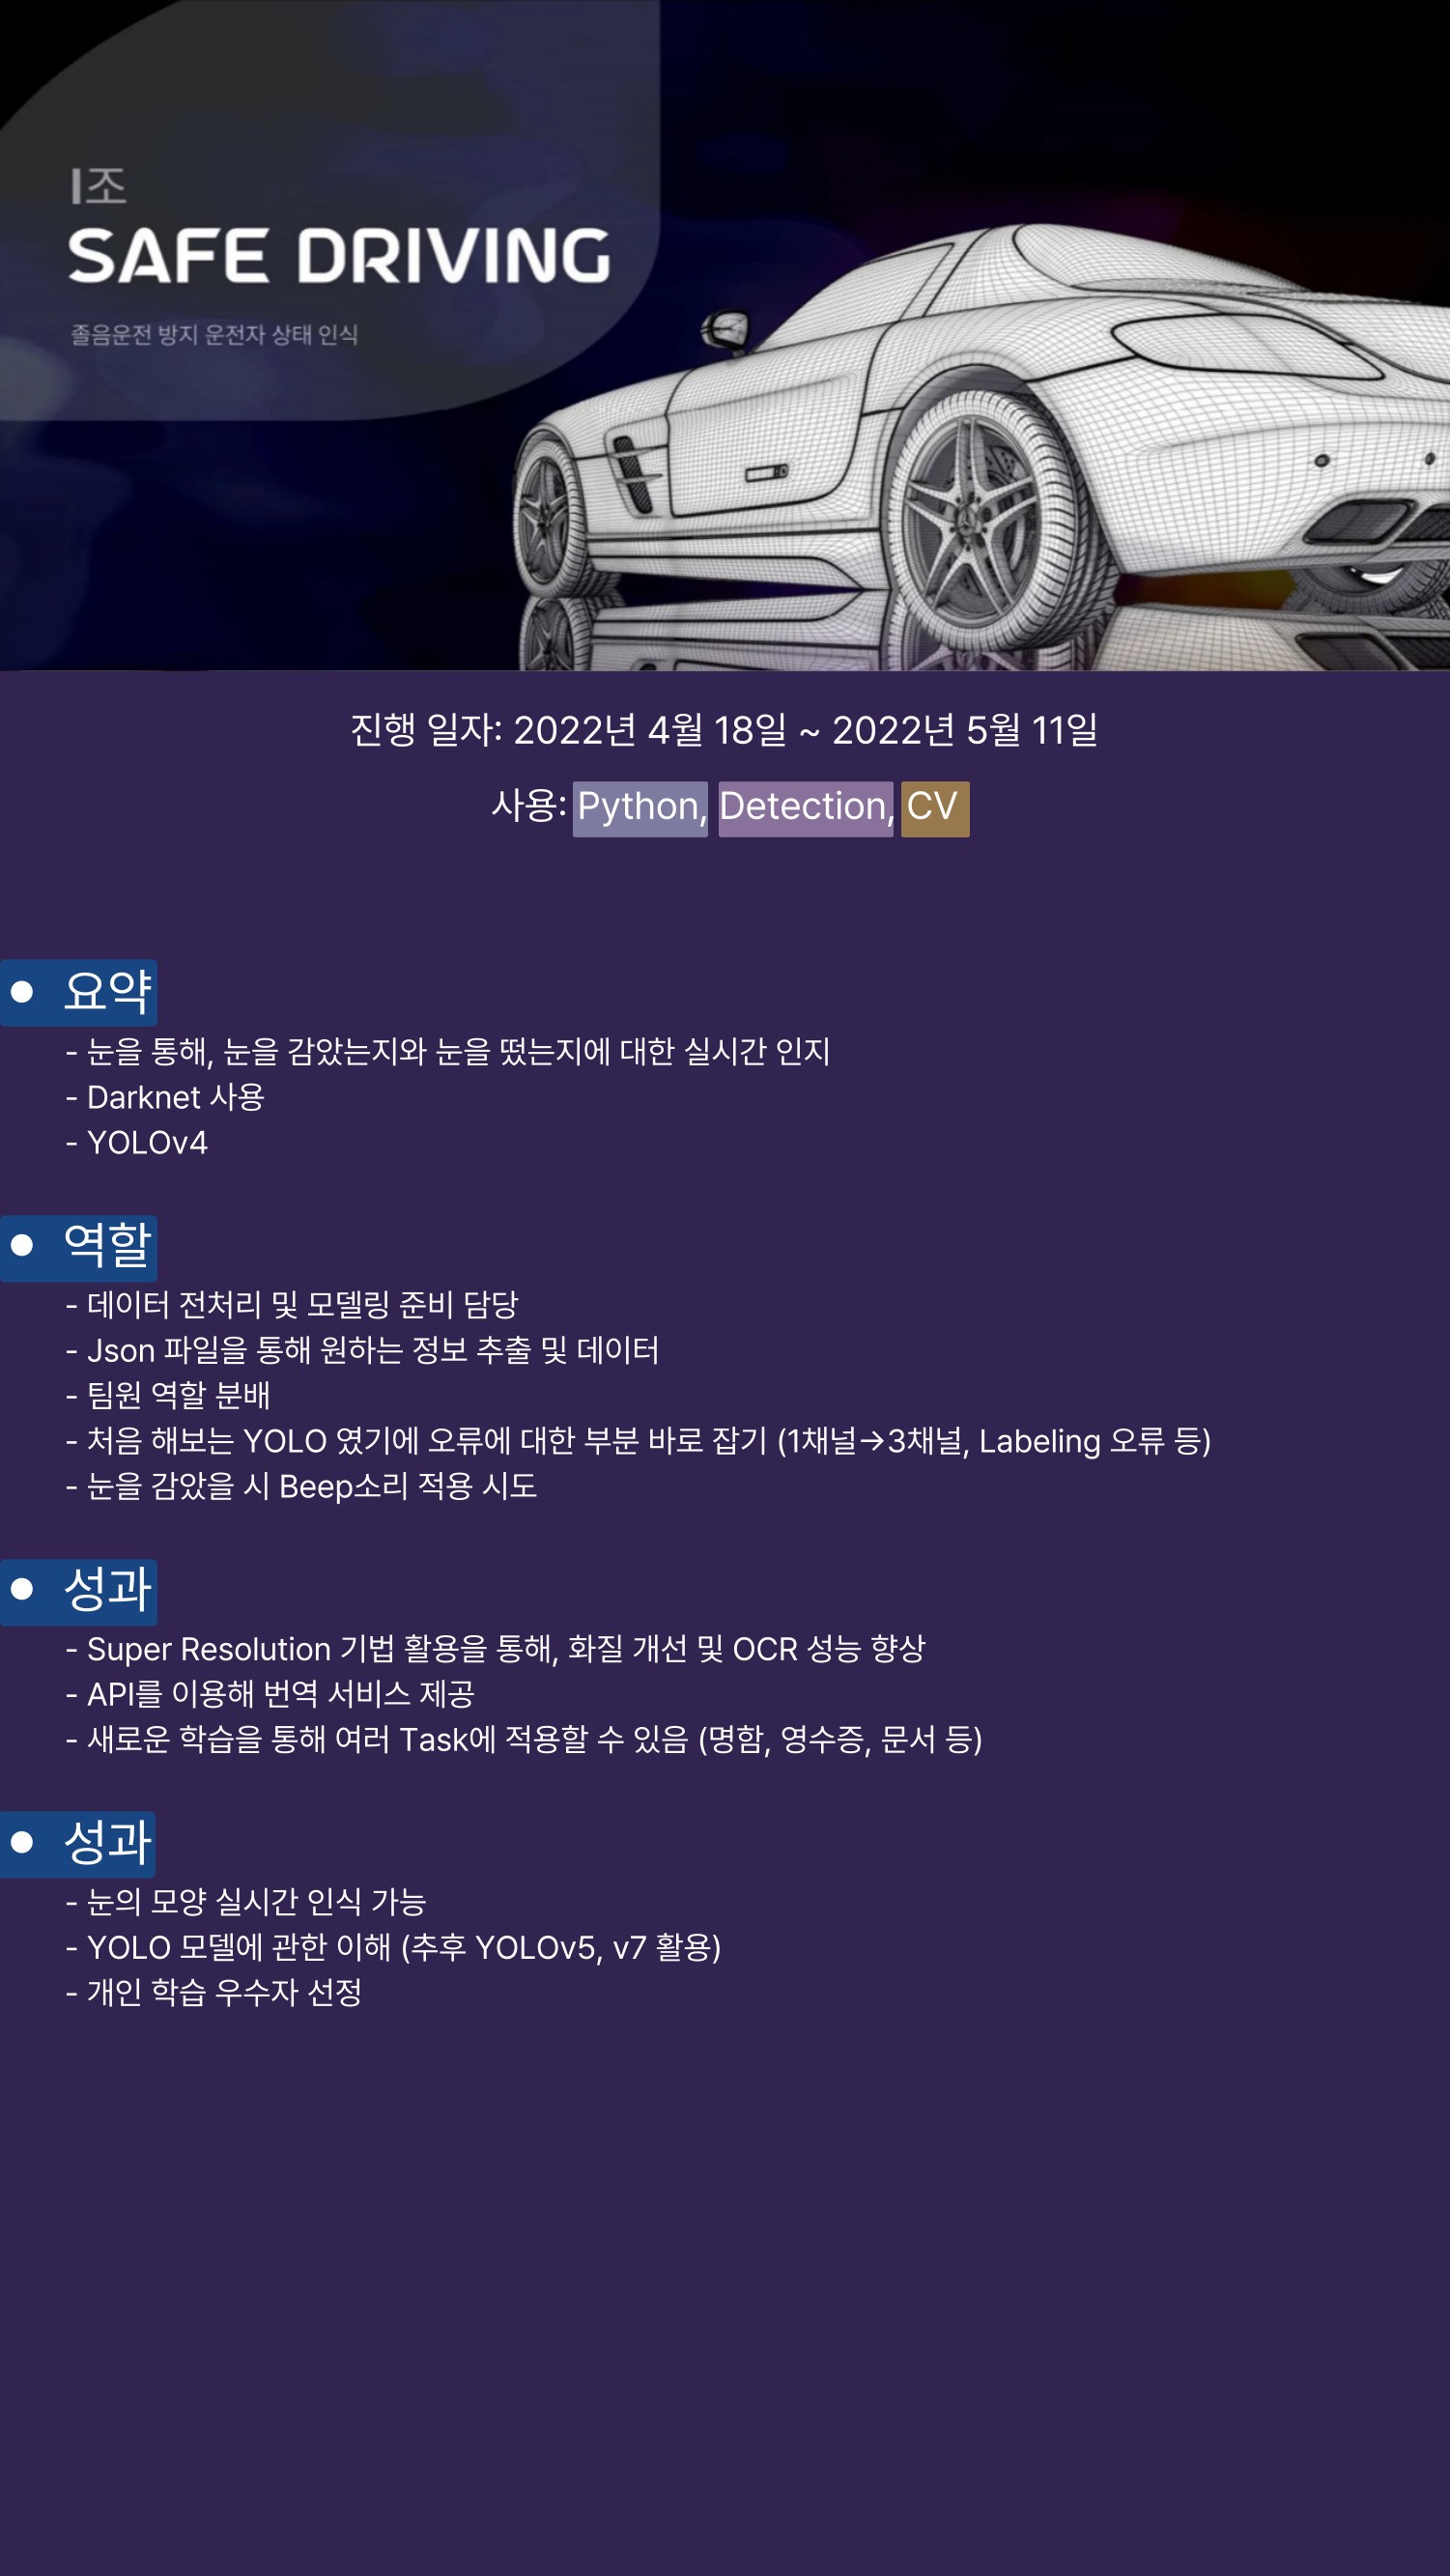 I조
SAFE DRIVING
졸음운전 방지 운전자 상태 인식
진행 일자: 2022년 4월 18일 ~ 2022년 5월 11일
사용: Python, Detection, CV
● 요약
- 눈을 통해, 눈을 감았는지와 눈을 떴는지에 대한 실시간 인지
- Darknet 사용
- YOLOv4
● 역할
- 데이터 전처리 및 모델링 준비 담당
- Json 파일을 통해 원하는 정보 추출 및 데이터
- 팀원 역할 분배
- 처음 해보는 YOLO 였기에 오류에 대한 부분 바로 잡기 (1채널→3채널, Labeling 오류 등)
- 눈을 감았을 시 Beep소리 적용 시도
● 성과
- Super Resolution 기법 활용을 통해, 화질 개선 및 OCR 성능 향상
- API를 이용해 번역 서비스 제공
- 새로운 학습을 통해 여러 Task에 적용할 수 있음 (명함, 영수증, 문서 등)
● 성과
- 눈의 모양 실시간 인식 가능
- YOLO 모델에 관한 이해 (추후 YOLOv5, v7 활용)
- 개인 학습 우수자 선정